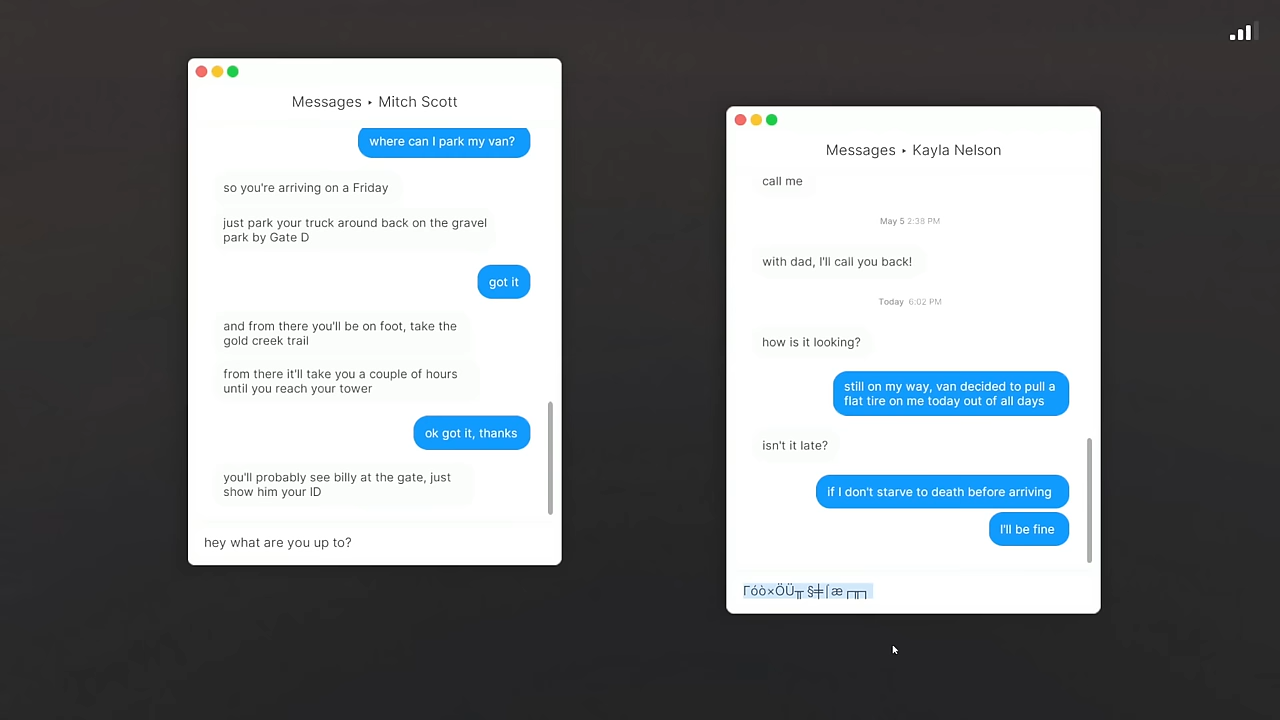 Messages ‣ Mitch Scott
where can I park my van?
so you're arriving on a Friday
just park your truck around back on the gravel
park by Gate D
got it
and from there you'll be on foot, take the
gold creek trail
from there it'll take you a couple of hours
until you reach your tower
ok got it, thanks
you'll probably see billy at the gate, just
show him your ID
hey what are you up to?
Messages ‣ Kayla Nelson
call me
May 5 2:38 PM
with dad, I'll call you back!
Today 6:02 PM
how is it looking?
still on my way, van decided to pull a
flat tire on me today out of all days
isn't it late?
if I don't starve to death before arriving
I'll be fine